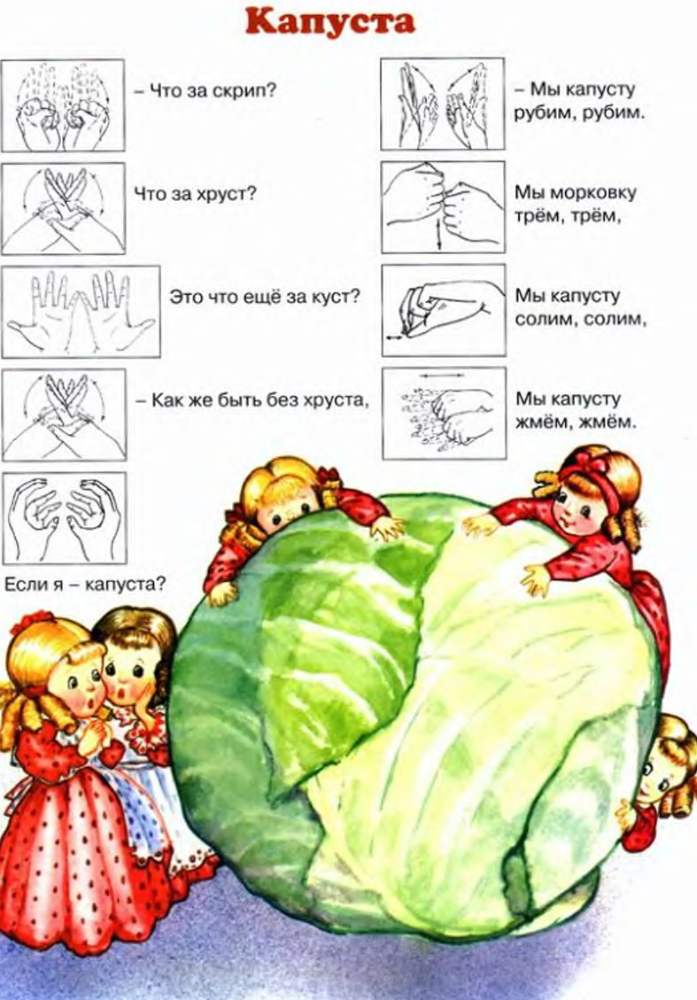 Капуста
– Что за скрип?
Что за хруст?
Это что ещё за куст?
– Как же быть без хруста,
Если я – капуста?
– Мы капусту
рубим, рубим.
Мы морковку
трём, трём,
Мы капусту
солим, солим,
Мы капусту
жмём, жмём.